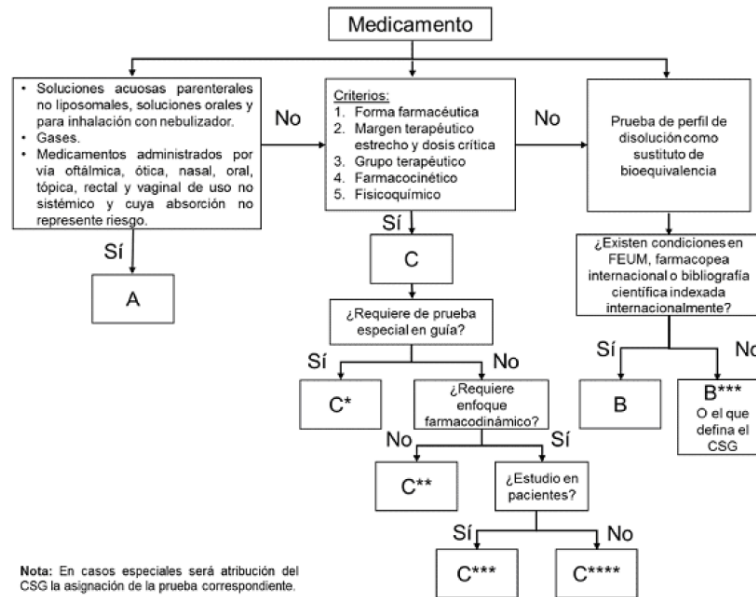 Medicamento
• Soluciones acuosas parenterales
no liposomales, soluciones orales y
para inhalación con nebulizador.
• Gases.
• Medicamentos administrados por
vía oftálmica, ótica, nasal, oral,
tópica, rectal y vaginal de uso no
sistémico y cuya absorción no
represente riesgo.
No
Criterios:
1. Forma farmacéutica
2. Margen terapéutico
estrecho y dosis crítica
3. Grupo terapéutico
4. Farmacocinético
5. Fisicoquímico
No
Prueba de perfil de
disolución como
sustituto de
bioequivalencia
Sí
A
Sí
C
¿Existen condiciones en
FEUM, farmacopea
internacional o bibliografía
científica indexada
internacionalmente?
¿Requiere de prueba
especial en guía?
Sí
No
Sí
No
C*
¿Requiere
enfoque
farmacodinámico?
B
B***
O el que
defina el
CSG
No
Sí
C**
¿Estudio en
pacientes?
Sí
No
C***
C****
Nota: En casos especiales será atribución del
CSG la asignación de la prueba correspondiente.